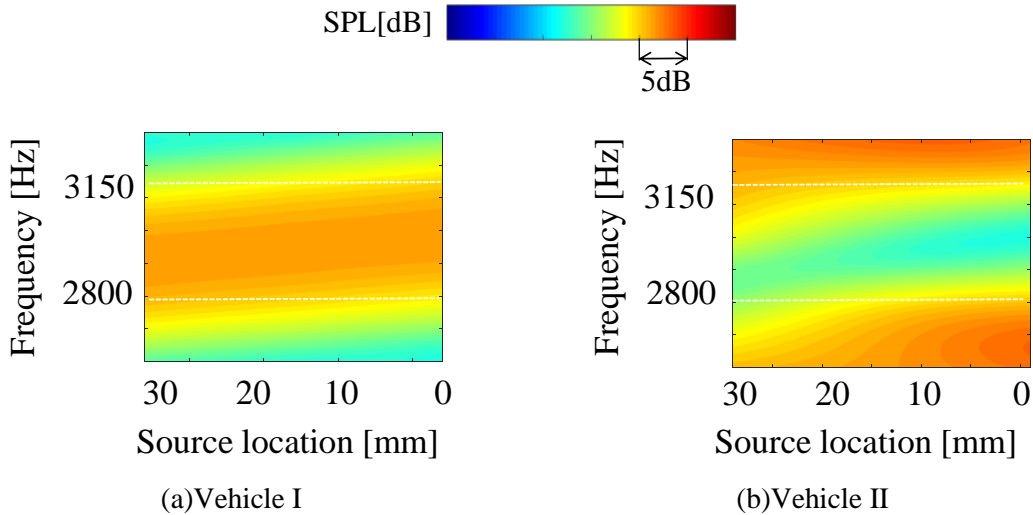 SPL[dB]
5dB
Frequency [Hz]
3150
2800
30 20 10 0
Source location [mm]
(a)Vehicle I
Frequency [Hz]
3150
2800
30 20 10 0
Source location [mm]
(b)Vehicle II